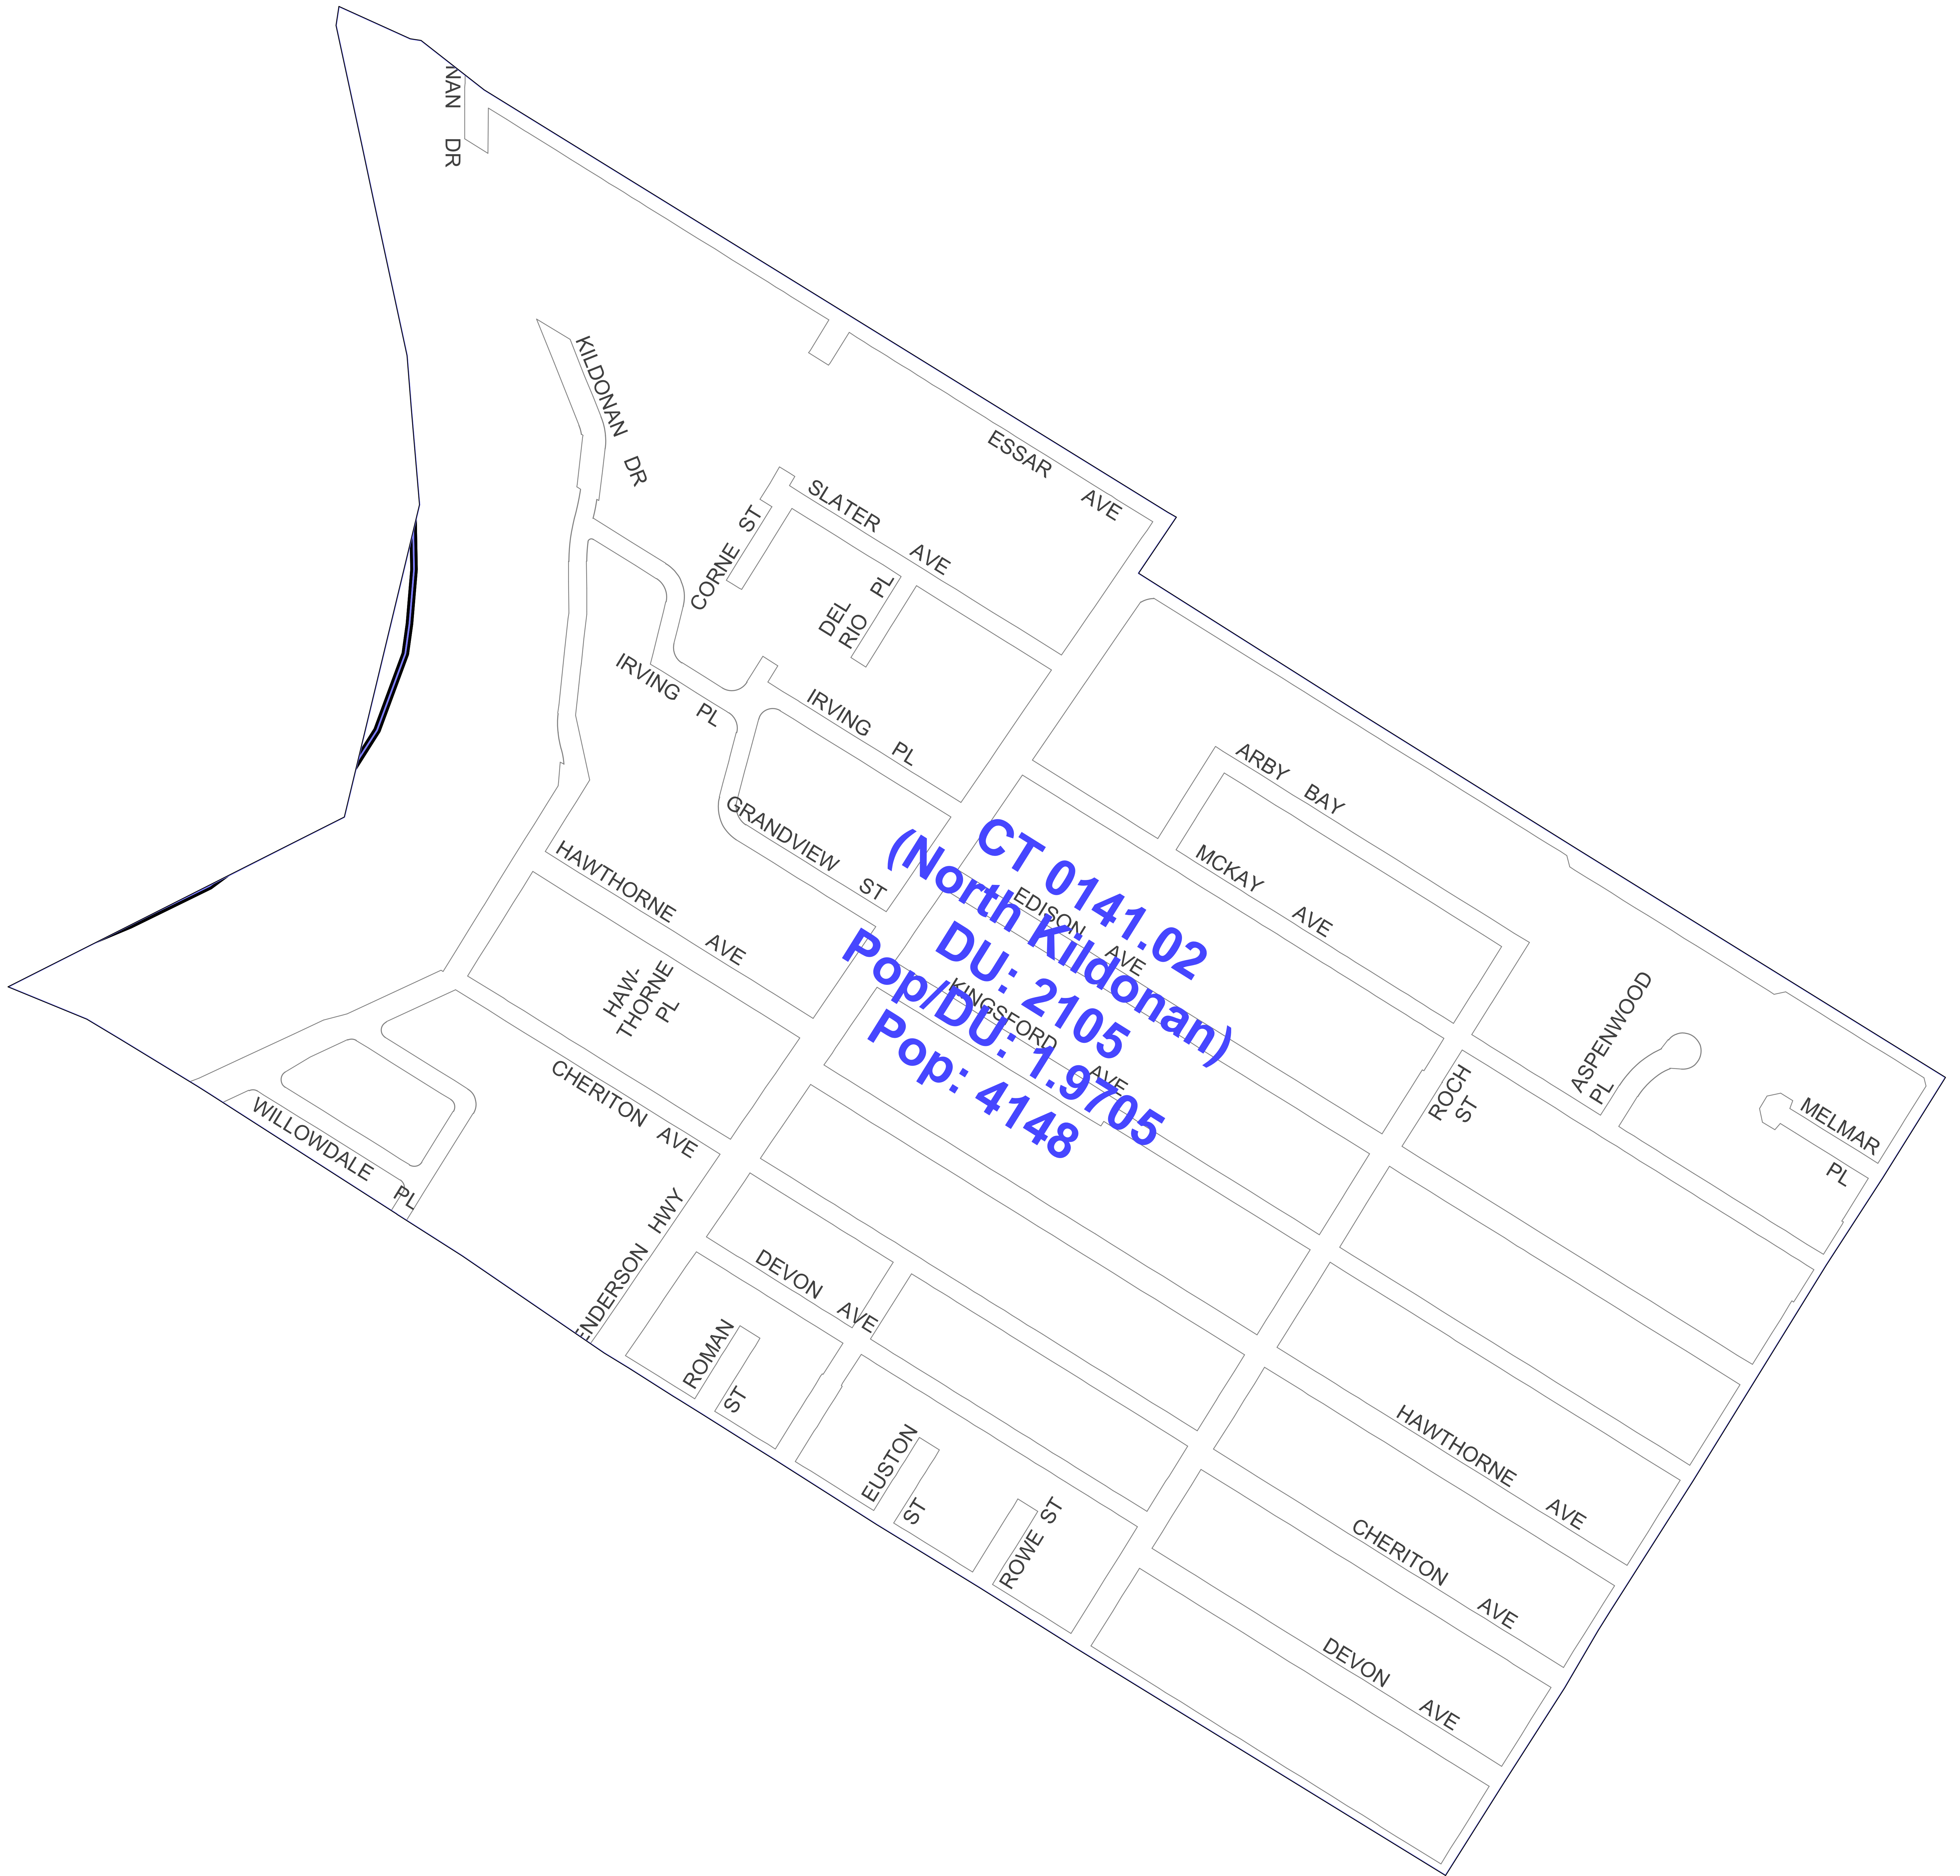 NAN DR
KILDONAN DR
ESSAR AVE
SLATER AVE
CORNE ST
DEL
RIO PL
IRVING PL
IRVING PL
GRANDVIEW ST
ARBY BAY
MCKAY AVE
EDISON AVE
KINGSFORD AVE
CT 0141.02
(North Kildonan)
DU: 2105
Pop/DU: 1.9705
Pop: 4148
HAWTHORNE AVE
HAW-
THORNE
PL
CHERITON AVE
WILLOWDALE PL
ENDERSON HWY
ASPENWOOD
PL
ROCH
ST
MELMAR
PL
DEVON AVE
ROMAN
ST
EUSTON
ST
ROWE ST
HAWTHORNE AVE
CHERITON AVE
DEVON AVE